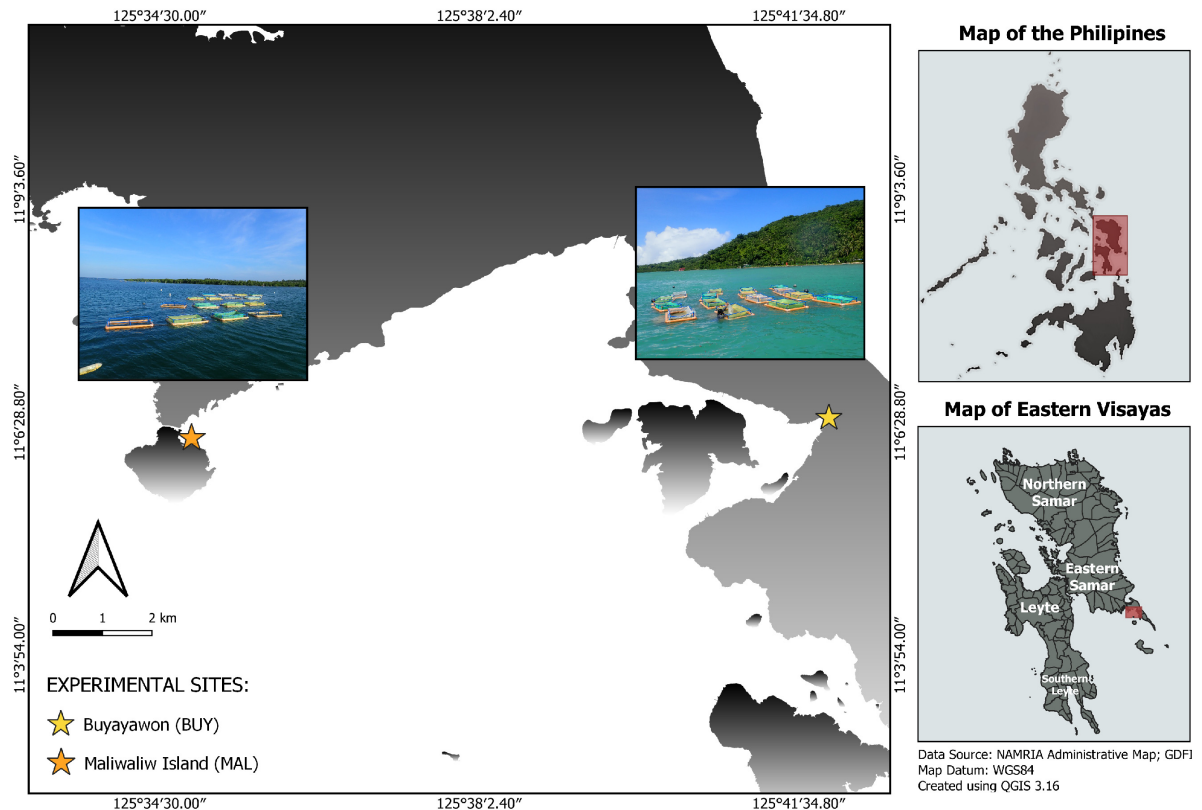 125°34′30.00″
125°38′2.40″
125°41′34.80″
11°9′3.60″
11°9′3.60″
11°6′28.80″
11°6′28.80″
11°3′54.00″
11°3′54.00″
0 1 2 km
EXPERIMENTAL SITES:
Buyayawon (BUY)
Maliwaliw Island (MAL)
125°34′30.00″
125°38′2.40″
125°41′34.80″
Map of the Philipines
Map of Eastern Visayas
Northern
Samar
Eastern
Samar
Leyte
Southern
Leyte
Data Source: NAMRIA Administrative Map; GDFI
Map Datum: WGS84
Created using QGIS 3.16